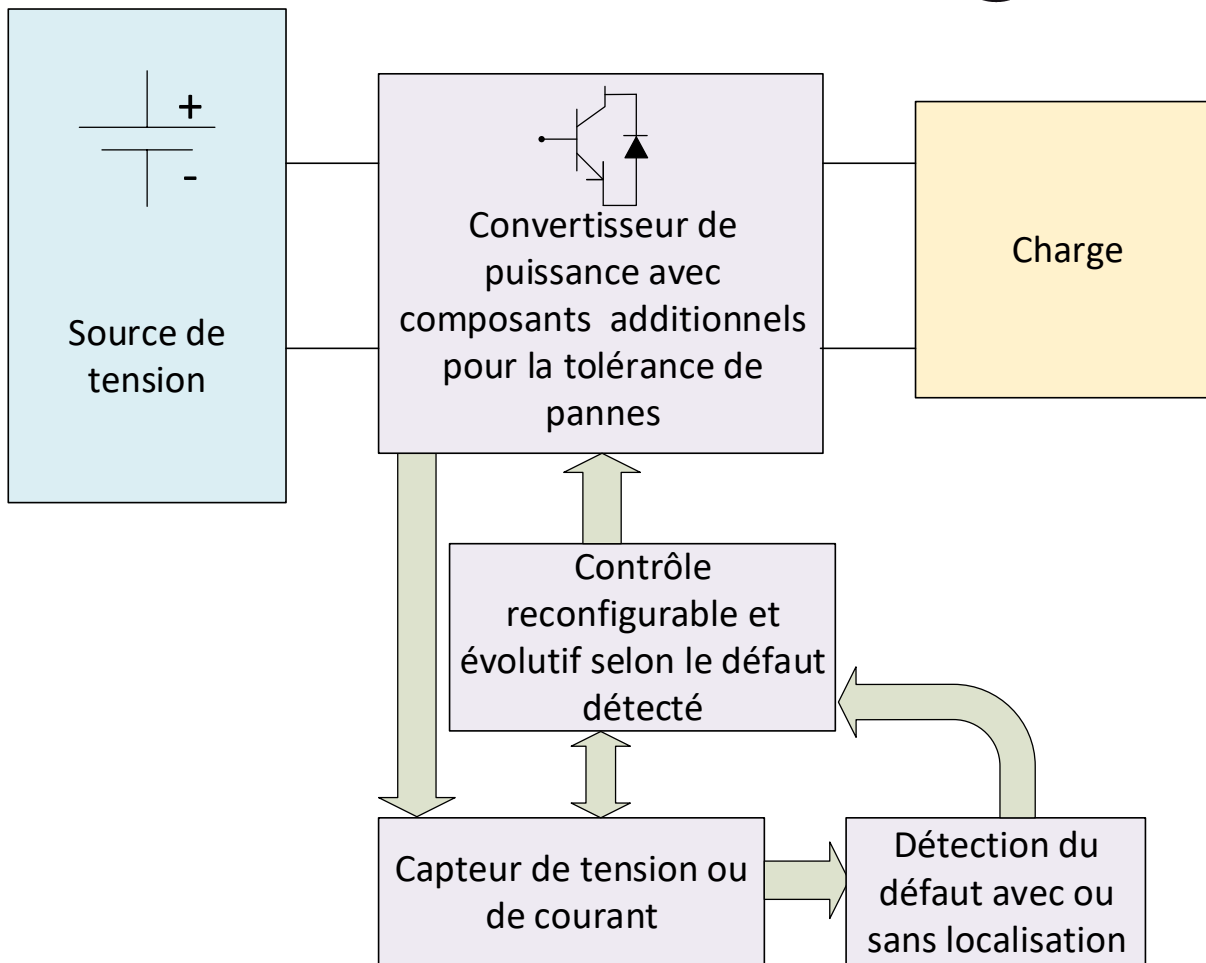 +
-
Source de
tension
Convertisseur de
puissance avec
composants additionnels
pour la tolérance de
pannes
Charge
Contrôle
reconfigurable et
évolutif selon le défaut
détecté
Capteur de tension ou
de courant
Détection du
défaut avec ou
sans localisation